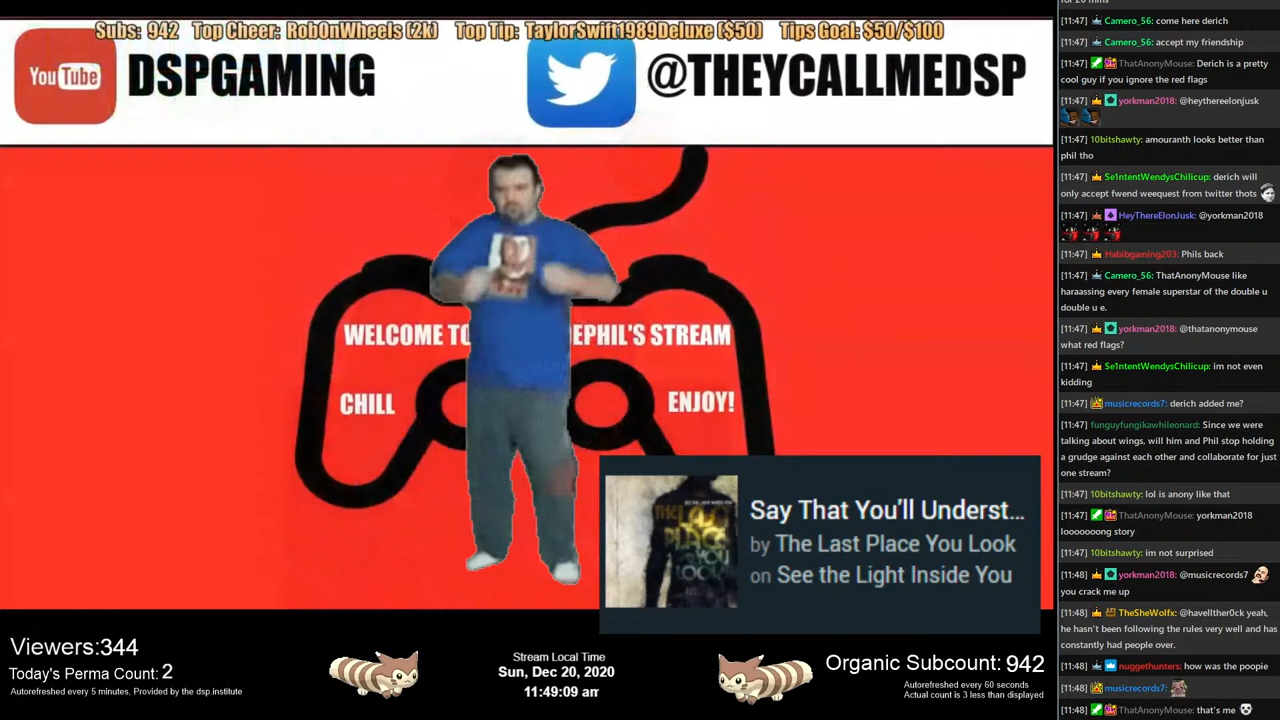 Subs: 942 Top Cheer: RobOnWheels (2k) Top Tip: TaylorSwift1989Deluxe ($50) Tips Goal: $50/$100
YouTube DSPGAMING
@THEYCALLMEDSP
WELCOME TO EPHIL'S STREAM
CHILL ENJOY!
Say That You'll Underst...
by The Last Place You Look
on See the Light Inside You
THE LAST
PLACE
YOU
LOOK
Viewers:344
Today's Perma Count: 2
Autorefreshed every 5 minutes, Provided by the dsp institute
Stream Local Time
Sun, Dec 20, 2020
11:49:09 am
Organic Subcount: 942
Autorefreshed every 60 seconds
Actual count is 3 less than displayed
for 20 mins
[11:47] Camero_56: come here derich
[11:47] Camero_56: accept my friendship
[11:47] ThatAnonyMouse: Derich is a pretty
cool guy if you ignore the red flags
[11:47] yorkman2018: @heythereelonjusk
[11:47] 10bitshawty: amouranth looks better than
phil tho
[11:47] Se1ntentWendysChilicup: derich will
only accept fwend weequest from twitter thots
[11:47] HeyThereElonJusk: @yorkman2018
[11:47] Habibgaming203: Phils back
[11:47] Camero_56: ThatAnonyMouse like
haraassing every female superstar of the double u
double u e.
[11:47] yorkman2018: @thatanonymouse
what red flags?
[11:47] Se1ntentWendysChilicup: im not even
kidding
[11:47] musicrecords7: derich added me?
[11:47] funguyfungikawhileonard: Since we were
talking about wings, will him and Phil stop holding
a grudge against each other and collaborate for just
one stream?
[11:47] 10bitshawty: lol is anony like that
[11:47] ThatAnonyMouse: yorkman2018
looooooong story
[11:47] 10bitshawty: im not surprised
[11:48] yorkman2018: @musicrecords7
you crack me up
[11:48] TheSheWolfx: @havellther0ck yeah,
he hasn't been following the rules very well and has
constantly had people over.
[11:48] nuggethunters: how was the poopie
[11:48] musicrecords7:
[11:48] ThatAnonyMouse: that's me